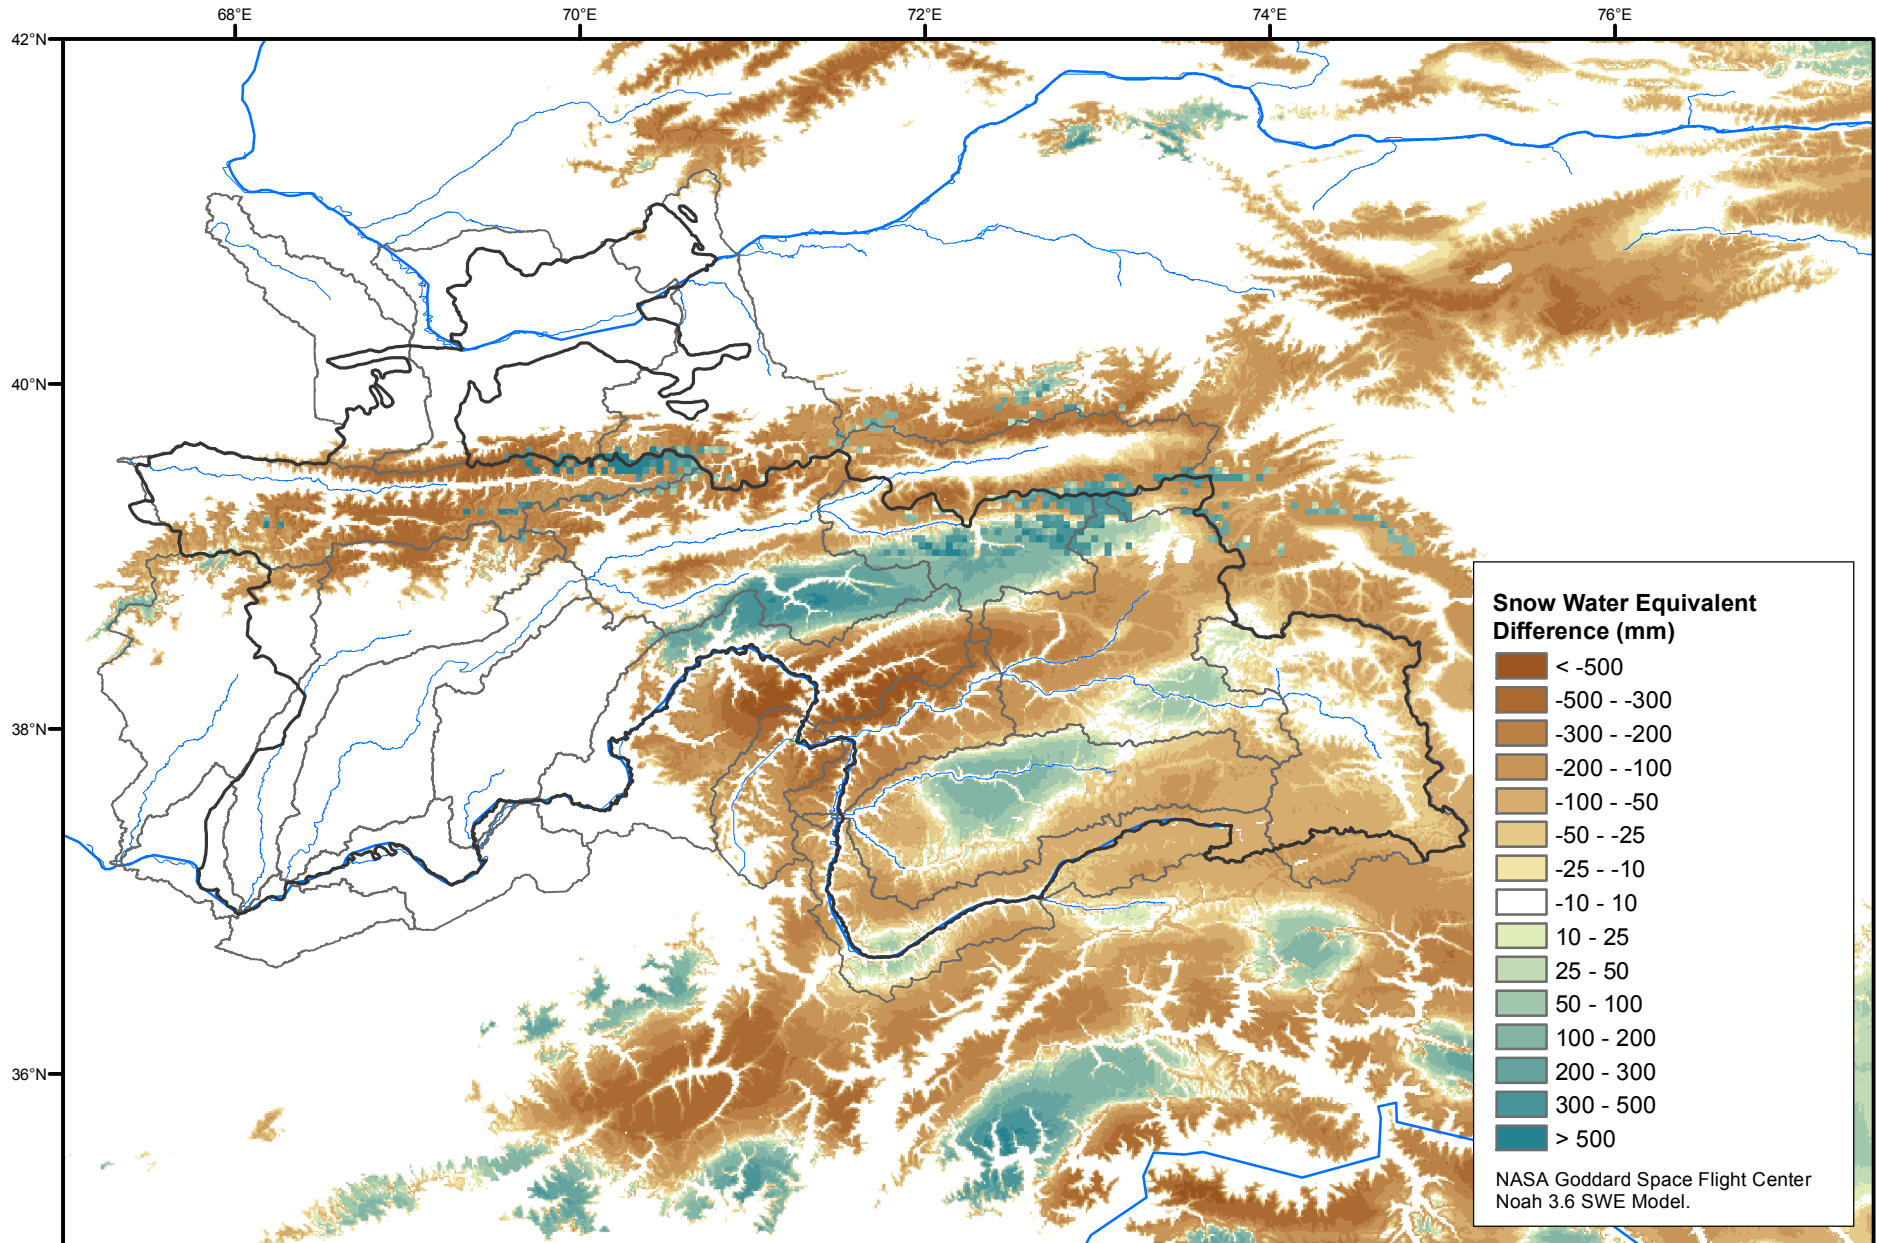 68°E 70°E 72°E 74°E 76°E
42°N
40°N
38°N
36°N
Snow Water Equivalent
Difference (mm)
< -500
-500 - -300
-300 - -200
-200 - -100
-100 - -50
-50 - -25
-25 - -10
-10 - 10
10 - 25
25 - 50
50 - 100
100 - 200
200 - 300
300 - 500
> 500
NASA Goddard Space Flight Center
Noah 3.6 SWE Model.